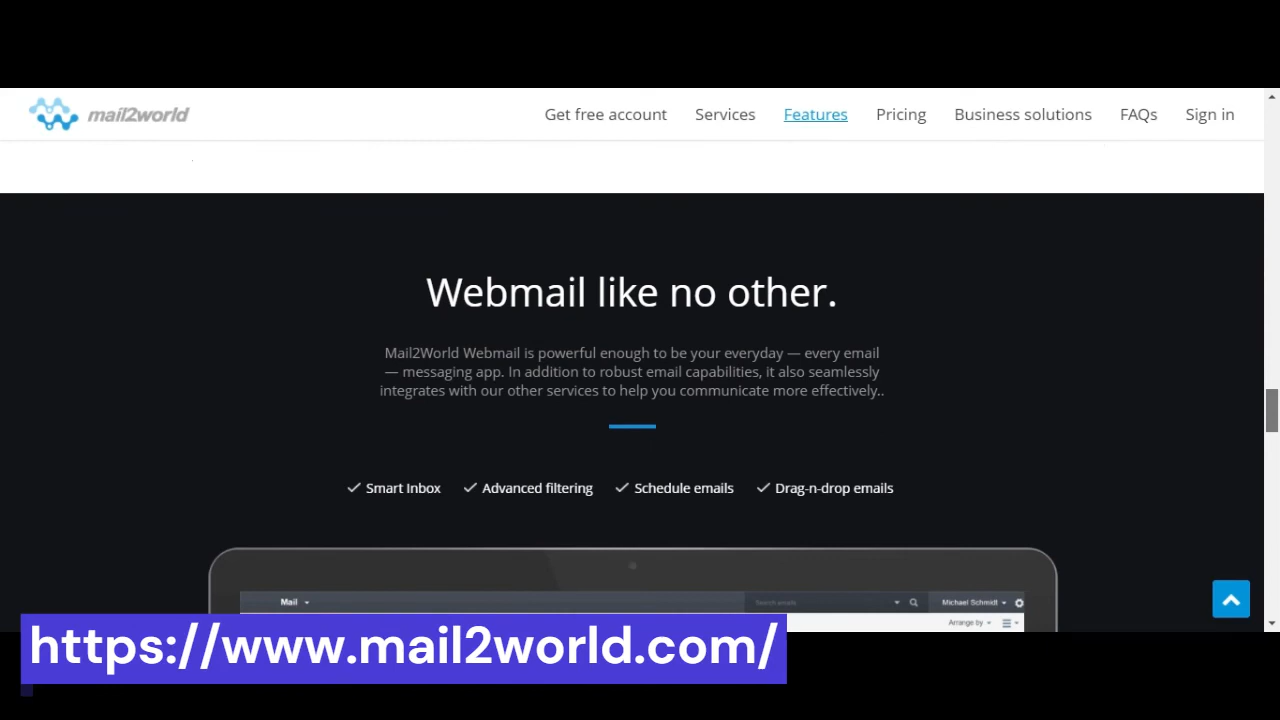 mail2world
Get free account
Services
Features
Pricing
Business solutions
FAQs
Sign in
Webmail like no other.
Mail2World Webmail is powerful enough to be your everyday — every email
— messaging app. In addition to robust email capabilities, it also seamlessly
integrates with our other services to help you communicate more effectively..
Smart Inbox
Advanced filtering
Schedule emails
Drag-n-drop emails
Mail
Search emails
Michael Schmidt
Arrange by
https://www.mail2world.com/